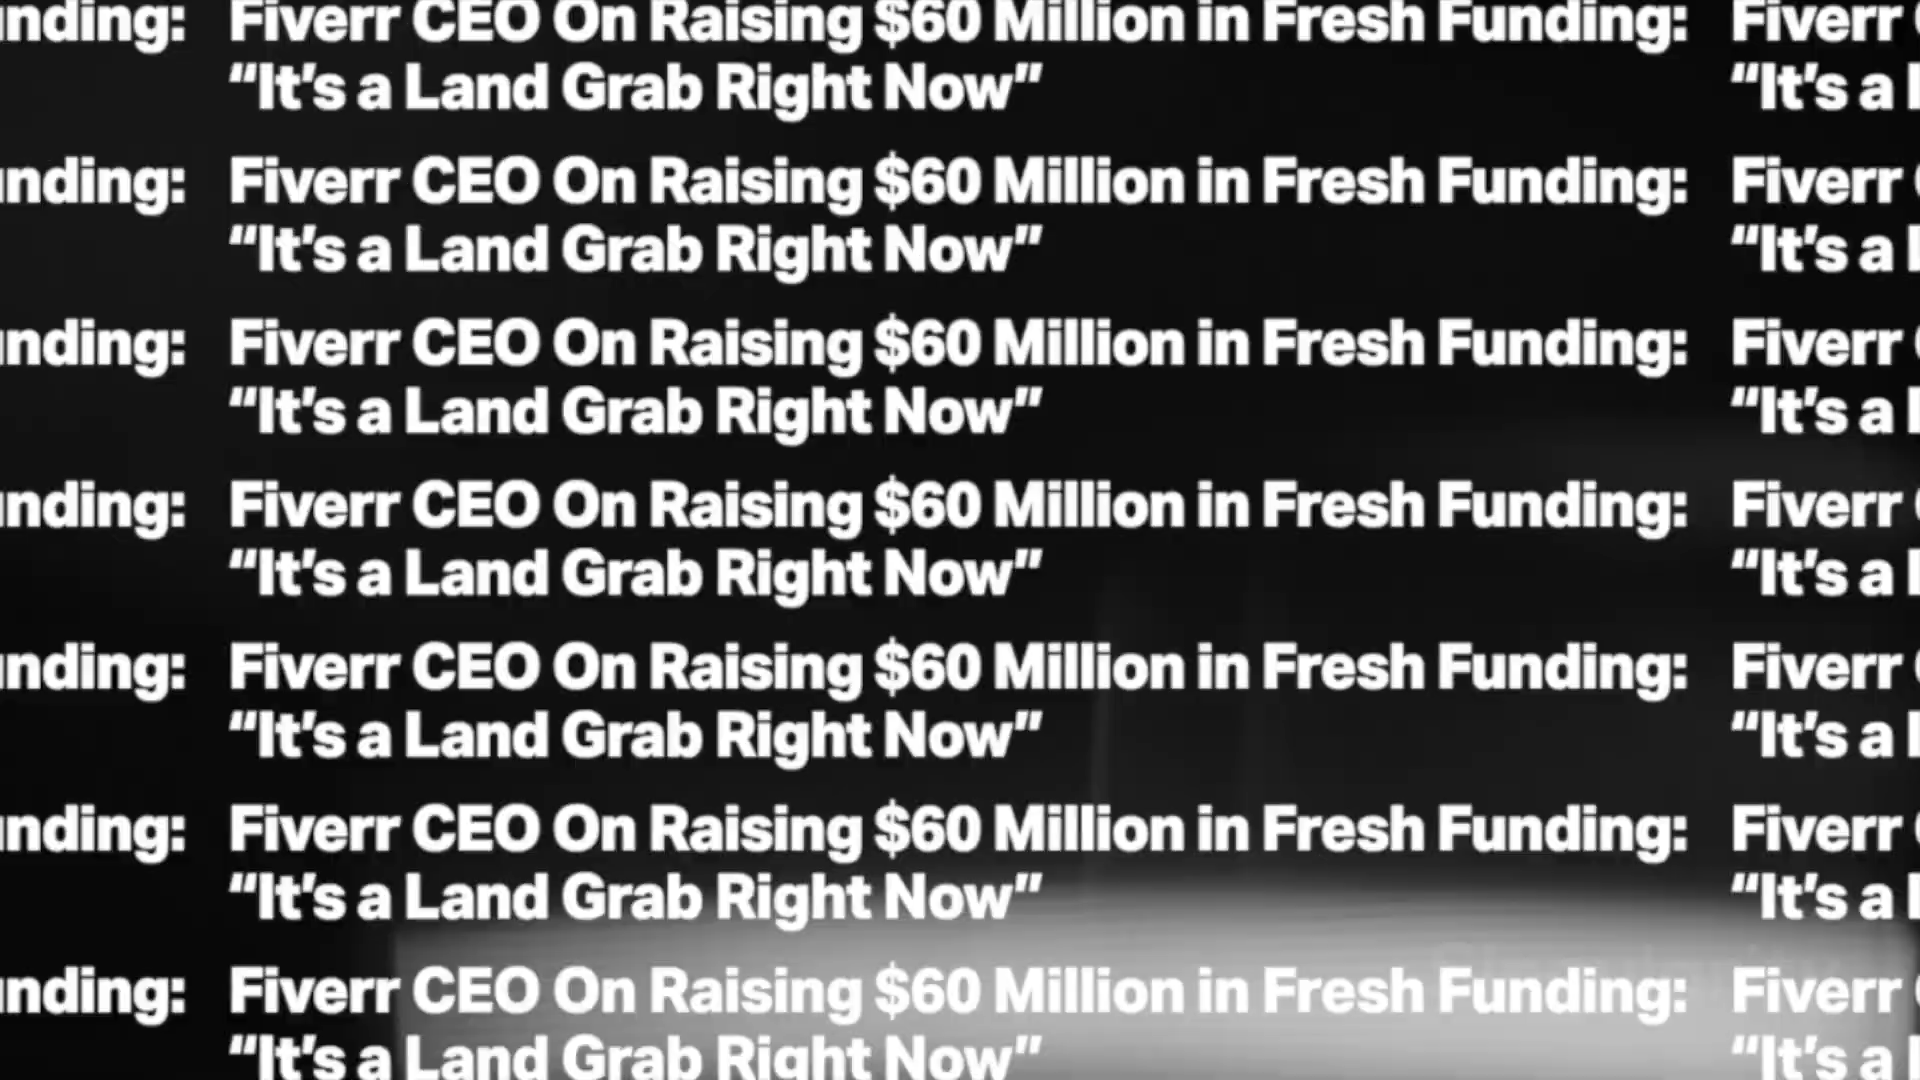 nding: Fiverr CEO On Raising $60 Million in Fresh Funding: Fiverr
“It’s a Land Grab Right Now” “It’s a
nding: Fiverr CEO On Raising $60 Million in Fresh Funding: Fiverr
“It’s a Land Grab Right Now” “It’s a
nding: Fiverr CEO On Raising $60 Million in Fresh Funding: Fiverr
“It’s a Land Grab Right Now” “It’s a
nding: Fiverr CEO On Raising $60 Million in Fresh Funding: Fiverr
“It’s a Land Grab Right Now” “It’s a
nding: Fiverr CEO On Raising $60 Million in Fresh Funding: Fiverr
“It’s a Land Grab Right Now” “It’s a
nding: Fiverr CEO On Raising $60 Million in Fresh Funding: Fiverr
“It’s a Land Grab Right Now” “It’s a
nding: Fiverr CEO On Raising $60 Million in Fresh Funding: Fiverr
“It’s a Land Grab Right Now” “It’s a